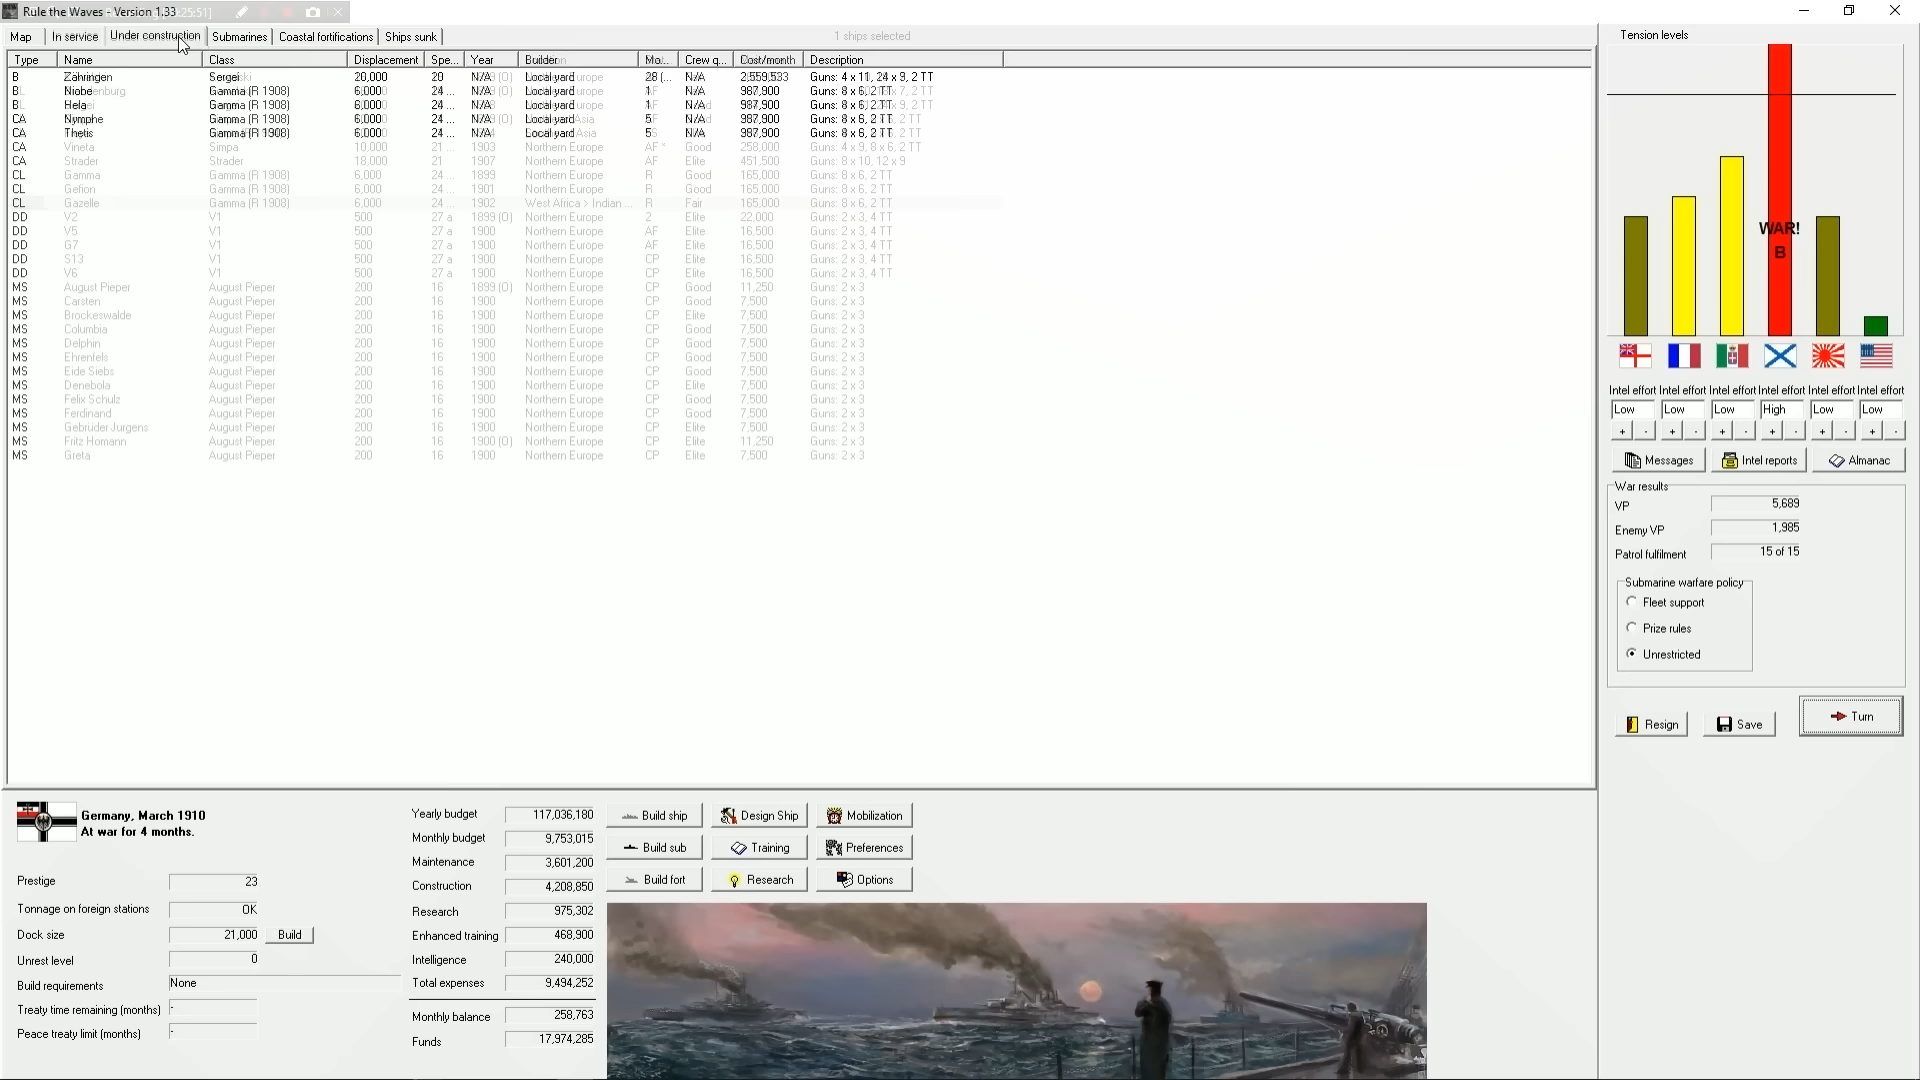 Rule the Waves - Version 1.33 25:51]
Map In service Under construction Submarines Coastal fortifications Ships sunk 1 ships selected
Type Name Class Displacement Spe... Year Builder Mo... Crew q... Cost/month Description
B Zähringen Sergei 20,000 20 N/A Local yard 28 (... N/A 2,559,533 Guns: 4 x 11, 24 x 9, 2 TT
B Niobe Gamma (R 1908) 6,000 24 ... N/A Local yard 1 N/A 987,900 Guns: 8 x 6, 2 TT
B Hela Gamma (R 1908) 6,000 24 ... N/A Local yard 1 N/A 987,900 Guns: 8 x 6, 2 TT
CA Nymphe Gamma (R 1908) 6,000 24 ... N/A Local yard 5 N/A 987,900 Guns: 8 x 6, 2 TT
CA Thetis Gamma (R 1908) 6,000 24 ... N/A Local yard 5 N/A 987,900 Guns: 8 x 6, 2 TT
CA Vineta Simpa 10,000 21 ... 1903 Northern Europe AF * Good 258,000 Guns: 4 x 9, 8 x 6, 2 TT
CA Strader Strader 18,000 21 1907 Northern Europe AF Elite 451,500 Guns: 8 x 10, 12 x 9
CL Gamma Gamma (R 1908) 6,000 24 ... 1899 Northern Europe R Good 165,000 Guns: 8 x 6, 2 TT
CL Gefion Gamma (R 1908) 6,000 24 ... 1901 Northern Europe R Good 165,000 Guns: 8 x 6, 2 TT
CL Gazelle Gamma (R 1908) 6,000 24 ... 1902 West Africa > Indian ... R Fair 165,000 Guns: 8 x 6, 2 TT
DD V2 V1 500 27 a 1899 (O) Northern Europe 2 Elite 22,000 Guns: 2 x 3, 4 TT
DD V5 V1 500 27 a 1900 Northern Europe AF Elite 16,500 Guns: 2 x 3, 4 TT
DD G7 V1 500 27 a 1900 Northern Europe AF Elite 16,500 Guns: 2 x 3, 4 TT
DD S13 V1 500 27 a 1900 Northern Europe CP Elite 16,500 Guns: 2 x 3, 4 TT
DD V6 V1 500 27 a 1900 Northern Europe CP Elite 16,500 Guns: 2 x 3, 4 TT
MS August Pieper August Pieper 200 16 1899 (O) Northern Europe CP Good 11,250 Guns: 2 x 3
MS Carsten August Pieper 200 16 1900 Northern Europe CP Good 7,500 Guns: 2 x 3
MS Brockeswalde August Pieper 200 16 1900 Northern Europe CP Elite 7,500 Guns: 2 x 3
MS Columbia August Pieper 200 16 1900 Northern Europe CP Good 7,500 Guns: 2 x 3
MS Delphin August Pieper 200 16 1900 Northern Europe CP Good 7,500 Guns: 2 x 3
MS Ehrenfels August Pieper 200 16 1900 Northern Europe CP Good 7,500 Guns: 2 x 3
MS Eide Siebs August Pieper 200 16 1900 Northern Europe CP Good 7,500 Guns: 2 x 3
MS Denebola August Pieper 200 16 1900 Northern Europe CP Elite 7,500 Guns: 2 x 3
MS Felix Schulz August Pieper 200 16 1900 Northern Europe CP Good 7,500 Guns: 2 x 3
MS Ferdinand August Pieper 200 16 1900 Northern Europe CP Good 7,500 Guns: 2 x 3
MS Gebrüder Jürgens August Pieper 200 16 1900 Northern Europe CP Elite 7,500 Guns: 2 x 3
MS Fritz Homann August Pieper 200 16 1900 (O) Northern Europe CP Elite 11,250 Guns: 2 x 3
MS Greta August Pieper 200 16 1900 Northern Europe CP Elite 7,500 Guns: 2 x 3
Tension levels
WAR!
B
Intel effort Intel effort Intel effort Intel effort Intel effort Intel effort
Low Low Low High Low Low
+ - + - + - + - + - + -
Messages Intel reports Almanac
War results
VP 5,689
Enemy VP 1,985
Patrol fulfilment 15 of 15
Submarine warfare policy
Fleet support
Prize rules
Unrestricted
Resign Save Turn
Germany, March 1910
At war for 4 months.
Prestige 23
Tonnage on foreign stations OK
Dock size 21,000 Build
Unrest level 0
Build requirements None
Treaty time remaining (months) -
Peace treaty limit (months) -
Yearly budget 117,036,180
Monthly budget 9,753,015
Maintenance 3,601,200
Construction 4,208,850
Research 975,302
Enhanced training 468,900
Intelligence 240,000
Total expenses 9,494,252
Monthly balance 258,763
Funds 17,974,285
Build ship Design Ship Mobilization
Build sub Training Preferences
Build fort Research Options